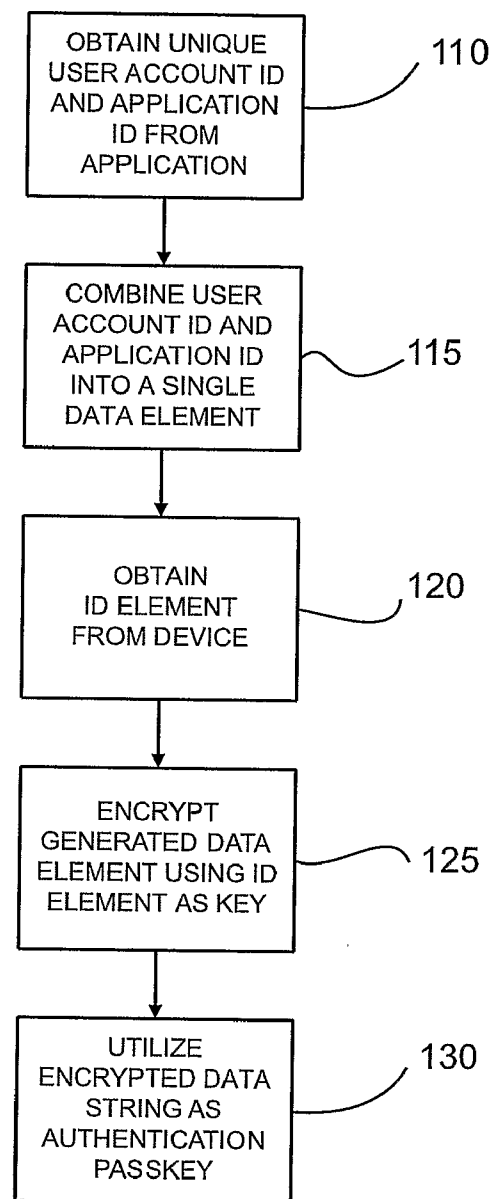 OBTAIN UNIQUE
USER ACCOUNT ID
AND APPLICATION
ID FROM
APPLICATION
110
COMBINE USER
ACCOUNT ID AND
APPLICATION ID
INTO A SINGLE
DATA ELEMENT
115
OBTAIN
ID ELEMENT
FROM DEVICE
120
ENCRYPT
GENERATED DATA
ELEMENT USING ID
ELEMENT AS KEY
125
UTILIZE
ENCRYPTED DATA
STRING AS
AUTHENTICATION
PASSKEY
130